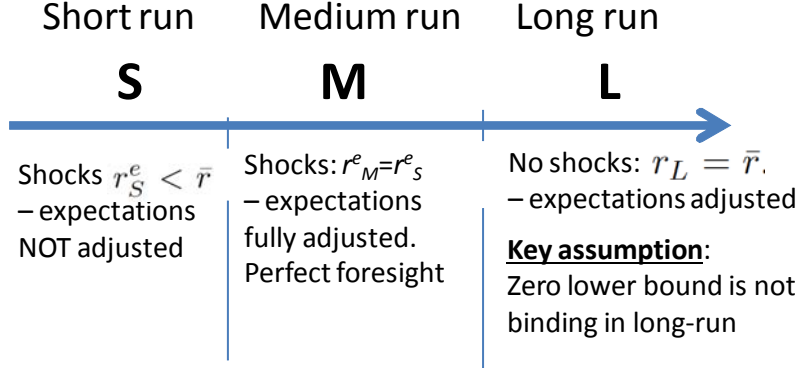 Short run Medium run Long run
S M L
Shocks r_S^e < r̄
– expectations
NOT adjusted
Shocks: r^e_M=r^e_S
– expectations
fully adjusted.
Perfect foresight
No shocks: r_L = r̄.
– expectations adjusted
Key assumption:
Zero lower bound is not
binding in long-run